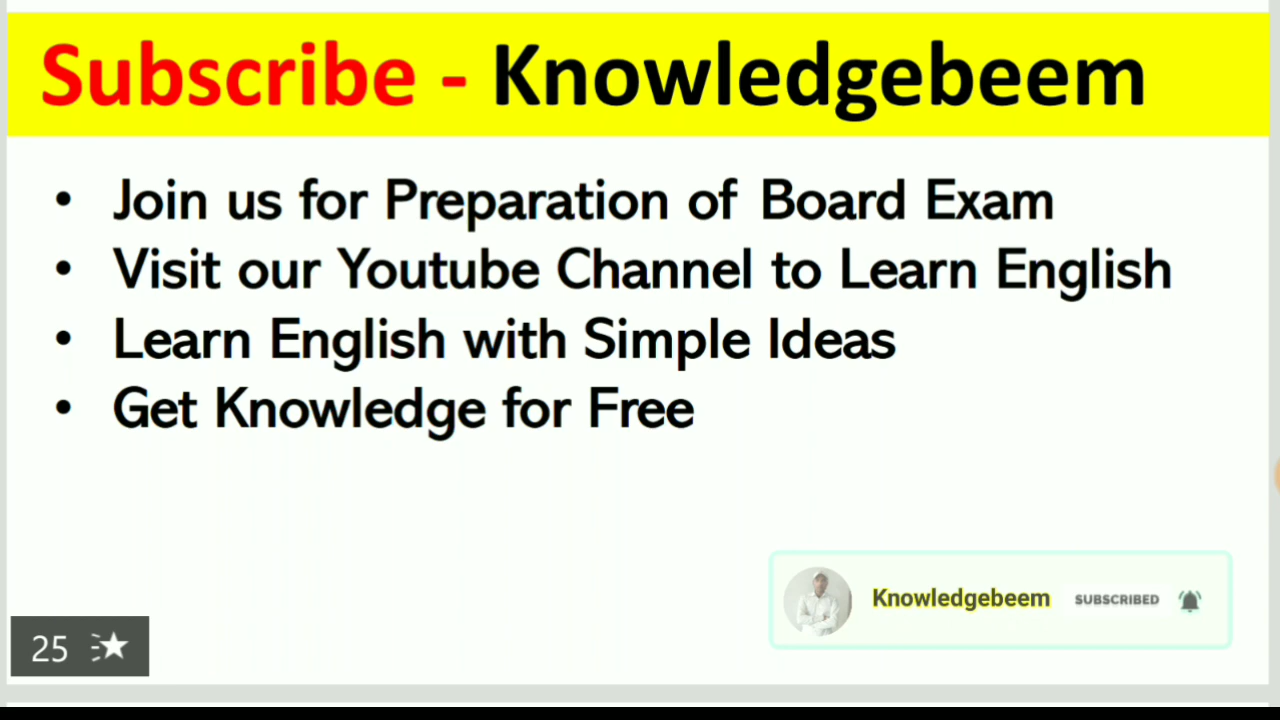 Subscribe - Knowledgebeem
• Join us for Preparation of Board Exam
• Visit our Youtube Channel to Learn English
• Learn English with Simple Ideas
• Get Knowledge for Free
Knowledgebeem SUBSCRIBED
25